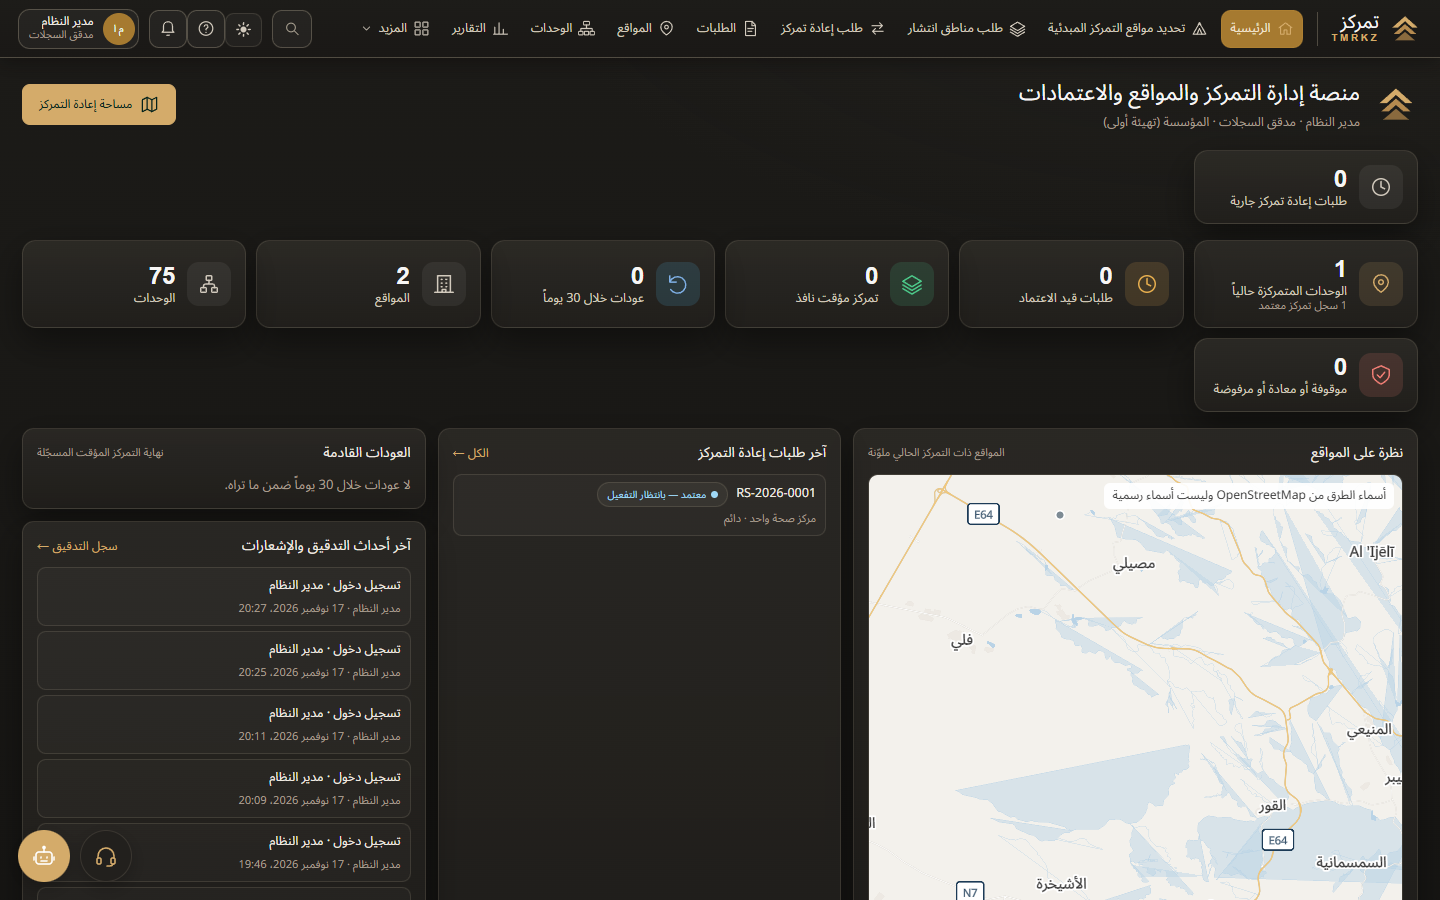 تمركز
TMRKZ
الرئيسية
تحديد مواقع التمركز المبدئية
طلب مناطق انتشار
طلب إعادة تمركز
الطلبات
المواقع
الوحدات
التقارير
المزيد
م ا
مدير النظام
مدقق السجلات
منصة إدارة التمركز والمواقع والاعتمادات
مدير النظام · مدقق السجلات · المؤسسة (تهيئة أولى)
مساحة إعادة التمركز
0
طلبات إعادة تمركز جارية
1
الوحدات المتمركزة حالياً
1 سجل تمركز معتمد
0
طلبات قيد الاعتماد
0
تمركز مؤقت نافذ
0
عودات خلال 30 يوماً
2
المواقع
75
الوحدات
0
موقوفة أو معادة أو مرفوضة
نظرة على المواقع
المواقع ذات التمركز الحالي ملوّنة
أسماء الطرق من OpenStreetMap وليست أسماء رسمية
E64
Al 'Ijēlī
مصيلي
فلي
المنيعي
القور
E64
السمسمانية
الأشيخرة
N7
آخر طلبات إعادة التمركز
الكل ←
RS-2026-0001
معتمد — بانتظار التفعيل
مركز صحة واحد · دائم
العودات القادمة
نهاية التمركز المؤقت المسجّلة
لا عودات خلال 30 يوماً ضمن ما تراه.
آخر أحداث التدقيق والإشعارات
سجل التدقيق ←
تسجيل دخول · مدير النظام
مدير النظام · 17 نوفمبر 2026، 20:27
تسجيل دخول · مدير النظام
مدير النظام · 17 نوفمبر 2026، 20:25
تسجيل دخول · مدير النظام
مدير النظام · 17 نوفمبر 2026، 20:11
تسجيل دخول · مدير النظام
مدير النظام · 17 نوفمبر 2026، 20:09
تسجيل دخول · مدير النظام
مدير النظام · 17 نوفمبر 2026، 19:46